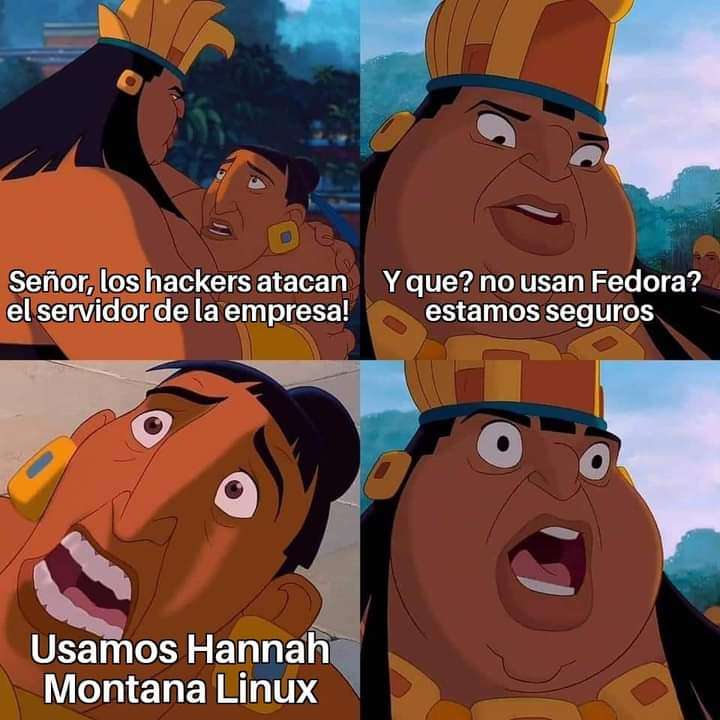 Señor, los hackers atacan
el servidor de la empresa!
Y que? no usan Fedora?
estamos seguros
Usamos Hannah
Montana Linux